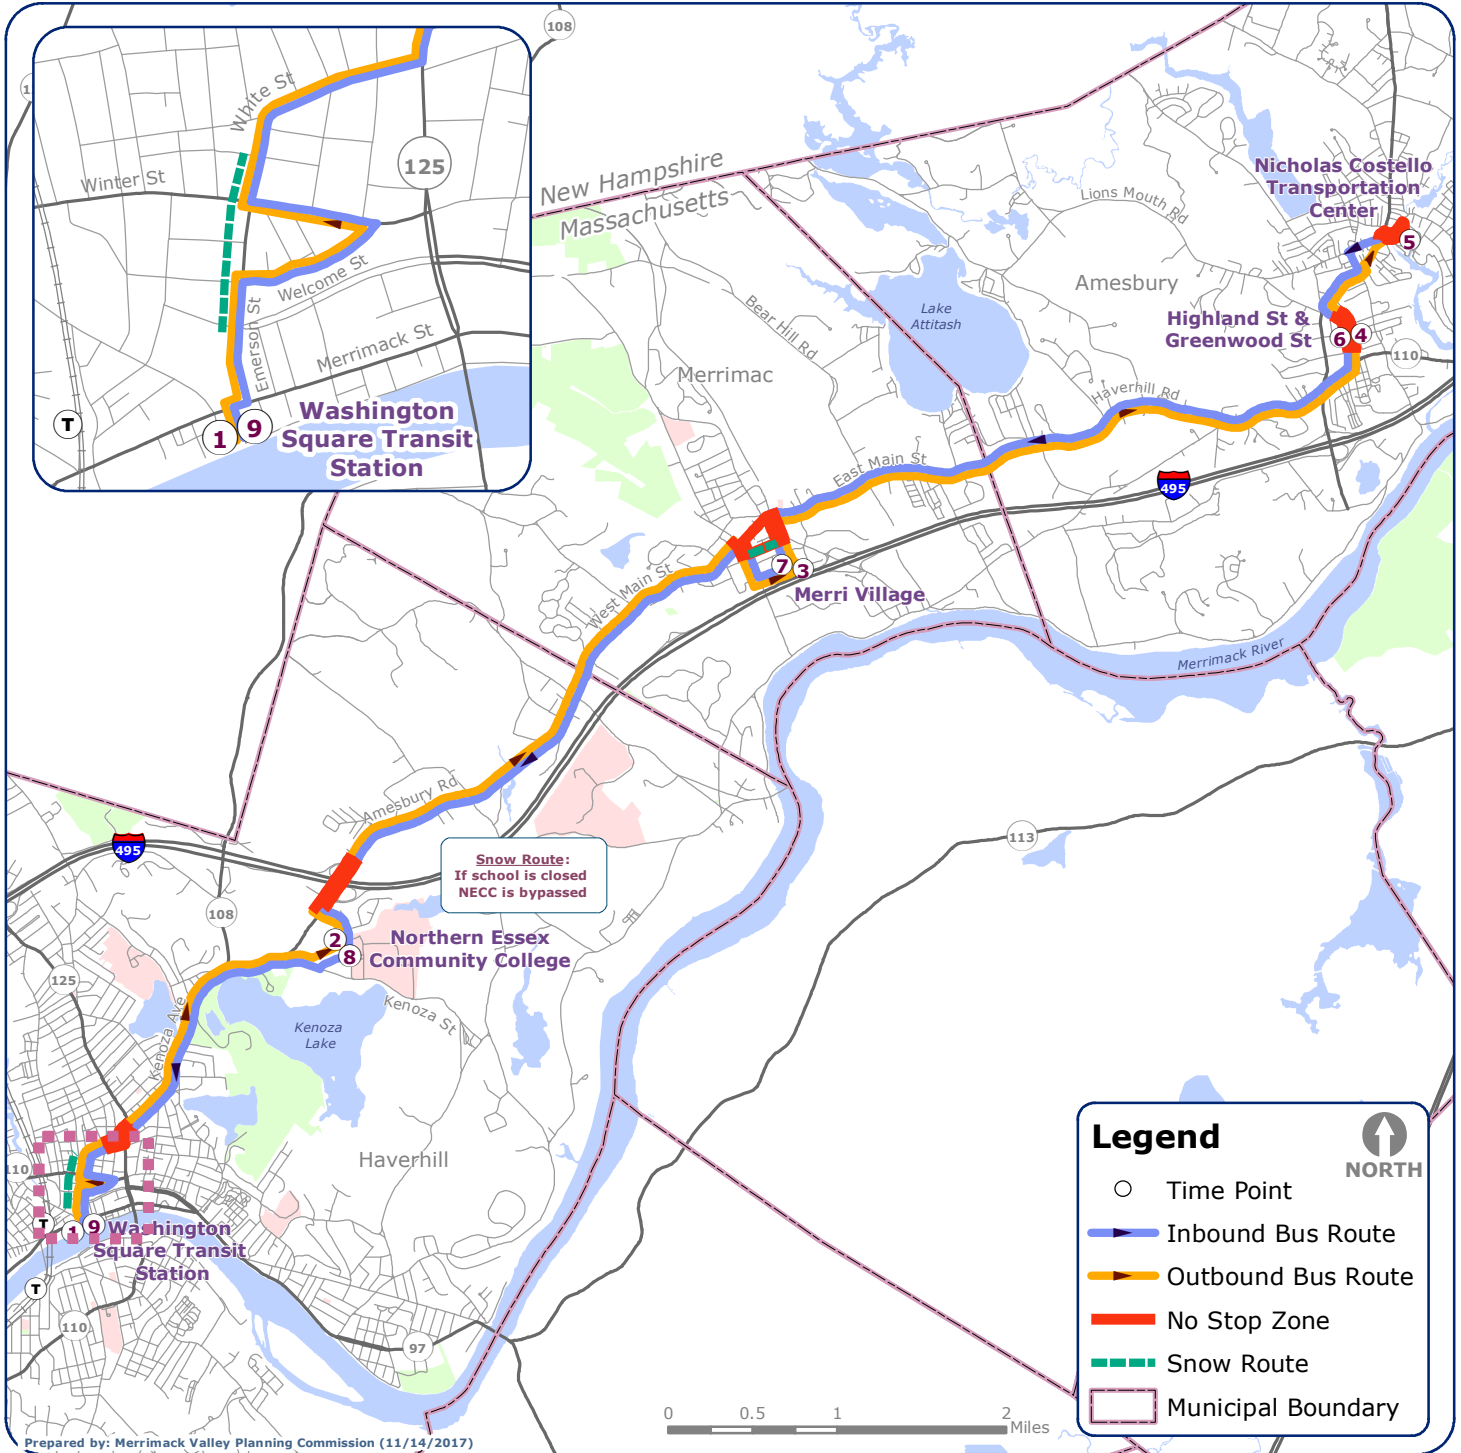 108
White St
125
Winter St
Welcome St
Emerson St
Merrimack St
T
1
9
Washington
Square Transit
Station
New Hampshire
Massachusetts
Nicholas Costello
Transportation
Center
5
Lions Mouth Rd
Amesbury
Lake
Attitash
Bear Hill Rd
Highland St &
Greenwood St
6
4
110
Merrimac
Haverhill Rd
East Main St
495
West Main St
7
3
Merri Village
Merrimack River
Amesbury Rd
495
Snow Route:
If school is closed
NECC is bypassed
113
108
2
8
Northern Essex
Community College
125
Kenoza Ave
Kenoza St
Kenoza
Lake
Haverhill
110
T
1
9
Washington
Square Transit
Station
T
110
97
Legend
NORTH
Time Point
Inbound Bus Route
Outbound Bus Route
No Stop Zone
Snow Route
Municipal Boundary
0
0.5
1
2
Miles
Prepared by: Merrimack Valley Planning Commission (11/14/2017)